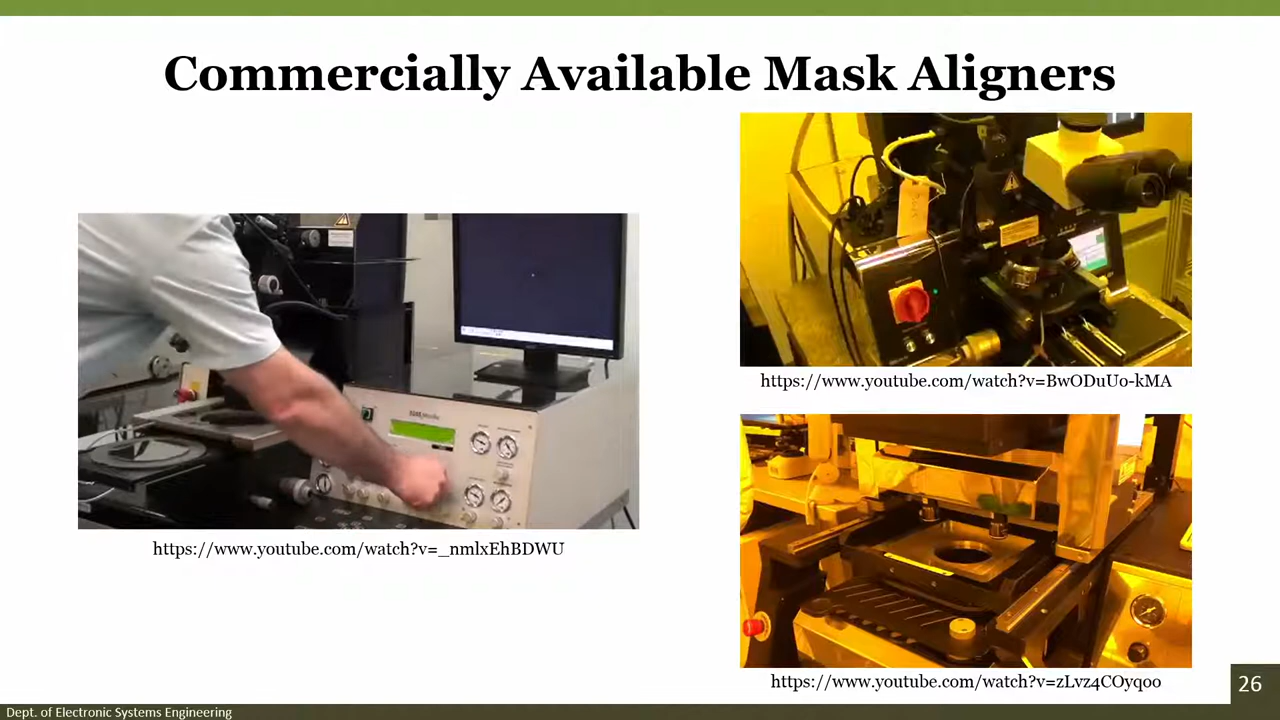 Commercially Available Mask Aligners
https://www.youtube.com/watch?v=BwODuUo-kMA
https://www.youtube.com/watch?v=_nmlxEhBDWU
https://www.youtube.com/watch?v=zLvz4COyqoo
26
Dept. of Electronic Systems Engineering